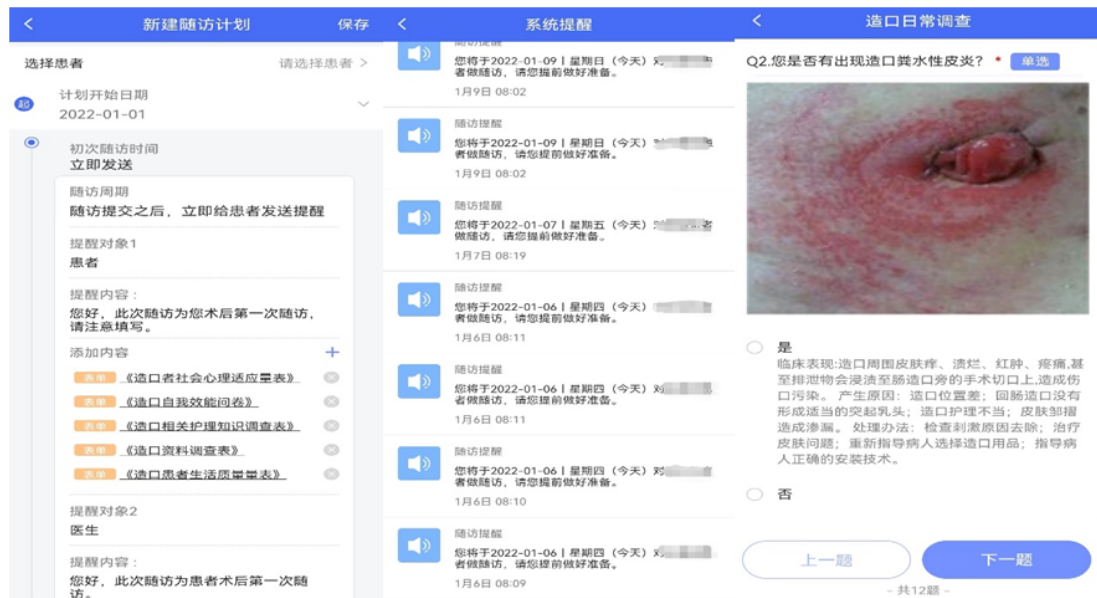 新建随访计划
保存
选择患者
请选择患者 >
起
计划开始日期
2022-01-01
初次随访时间
立即发送
随访周期
随访提交之后，立即给患者发送提醒
提醒对象1
患者
提醒内容：
您好，此次随访为您术后第一次随访，
请注意填写。
添加内容
表单 《造口者社会心理适应量表》
表单 《造口自我效能问卷》
表单 《造口相关护理知识调查表》
表单 《造口资料调查表》
表单 《造口患者生活质量量表》
提醒对象2
医生
提醒内容：
您好，此次随访为患者术后第一次随
访。
系统提醒
随访提醒
您将于2022-01-09丨星期日（今天）对
者做随访，请您提前做好准备。
1月9日 08:02
随访提醒
您将于2022-01-09丨星期日（今天）
者做随访，请您提前做好准备。
1月9日 08:02
随访提醒
您将于2022-01-07丨星期五（今天）
做随访，请您提前做好准备。
1月7日 08:19
随访提醒
您将于2022-01-06丨星期四（今天）
者做随访，请您提前做好准备。
1月6日 08:11
随访提醒
您将于2022-01-06丨星期四（今天）对
者做随访，请您提前做好准备。
1月6日 08:11
随访提醒
您将于2022-01-06丨星期四（今天）对
者做随访，请您提前做好准备。
1月6日 08:10
随访提醒
您将于2022-01-06丨星期四（今天）
者做随访，请您提前做好准备。
1月6日 08:09
造口日常调查
Q2.您是否有出现造口粪水性皮炎？ * 单选
是
临床表现:造口周围皮肤痒、溃烂、红肿、疼痛,甚
至排泄物会浸渍至肠造口旁的手术切口上,造成伤
口污染。 产生原因：造口位置差；回肠造口没有
形成适当的突起乳头；造口护理不当；皮肤邹摺
造成渗漏。 处理办法：检查刺激原因去除；治疗
皮肤问题；重新指导病人选择造口用品；指导病
人正确的安装技术。
否
上一题
下一题
- 共12题 -